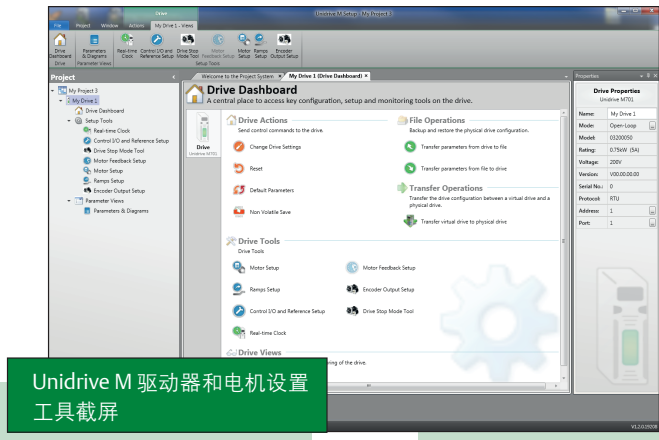 Drive
Unidrive M Setup - My Project 3
File
Project
Window
Actions
My Drive 1 - Views
Drive Dashboard
Parameters & Diagrams
Real-time Clock
Control I/O and Reference Setup
Drive Stop Mode Tool
Motor Feedback Setup
Motor Setup
Ramps Setup
Encoder Output Setup
Drive
Parameter Views
Setup Tools
Project
My Project 3
My Drive 1
Drive Dashboard
Setup Tools
Real-time Clock
Control I/O and Reference Setup
Drive Stop Mode Tool
Motor Feedback Setup
Motor Setup
Ramps Setup
Encoder Output Setup
Parameter Views
Parameters & Diagrams
Welcome to the Project System
My Drive 1 (Drive Dashboard)
Drive Dashboard
A central place to access key configuration, setup and monitoring tools on the drive.
Drive
Unidrive M701
Drive Actions
Send control commands to the drive.
Change Drive Settings
Reset
Default Parameters
Non Volatile Save
File Operations
Backup and restore the physical drive configuration.
Transfer parameters from drive to file
Transfer parameters from file to drive
Transfer Operations
Transfer the drive configuration between a virtual drive and a
physical drive.
Transfer virtual drive to physical drive
Drive Tools
Drive Tools
Motor Setup
Motor Feedback Setup
Ramps Setup
Encoder Output Setup
Control I/O and Reference Setup
Drive Stop Mode Tool
Real-time Clock
Drive Views
ring of the drive.
Properties
Drive Properties
Unidrive M701
Name: My Drive 1
Mode: Open-Loop
Model: 03200050
Rating: 0.75kW (5A)
Voltage: 200V
Version: V00.00.00.00
Serial No.: 0
Protocol: RTU
Address: 1
Port: 1
Unidrive M 驱动器和电机设置
工具截屏
V1.2.0.19208